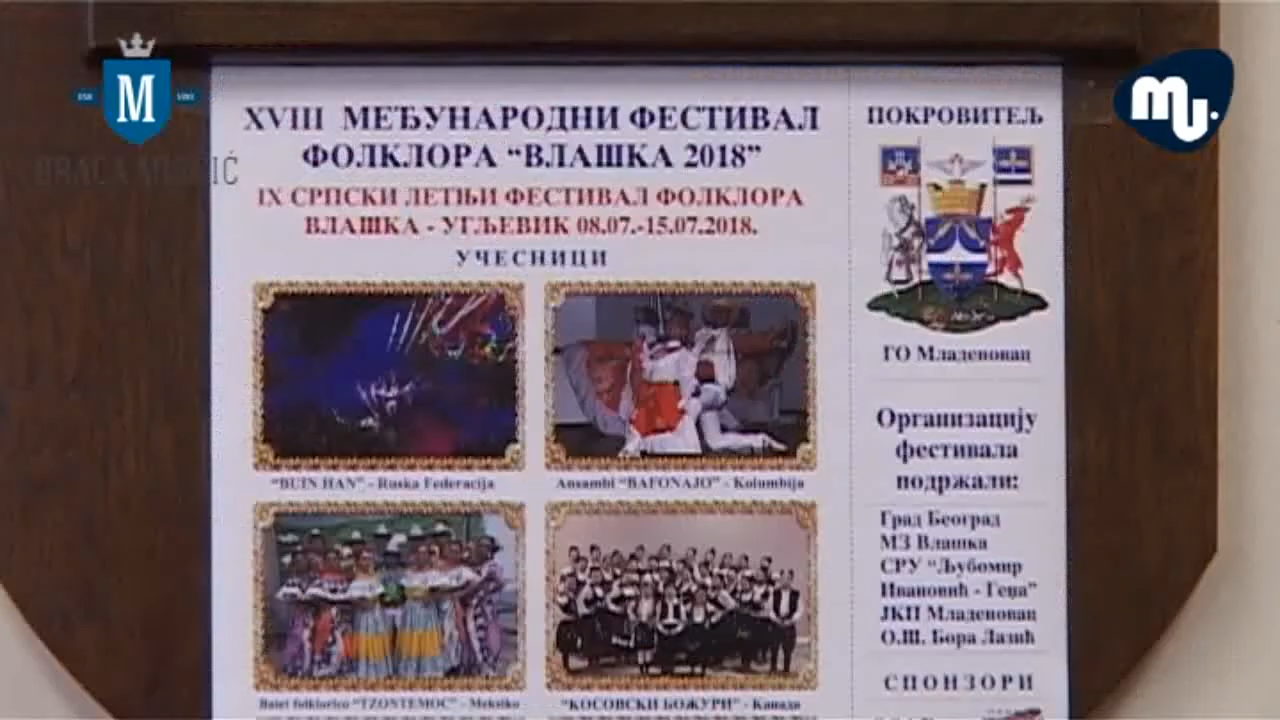 M
mu.
XVIII МЕЂУНАРОДНИ ФЕСТИВАЛ
ФОЛКЛОРА “ВЛАШКА 2018”
IX СРПСКИ ЛЕТЊИ ФЕСТИВАЛ ФОЛКЛОРА
ВЛАШКА - УГЉЕВИК 08.07.-15.07.2018.
УЧЕСНИЦИ
“BUIN HAN” - Ruska Federacija
Ansambl “BAFONAJO” - Kolumbija
Balet folklorico “TZONTEMOC” - Meksiko
“КОСОВСКИ БОЖУРИ” - Канада
ПОКРОВИТЕЉ
ГО Младеновац
Организацију
фестивала
подржали:
Град Београд
МЗ Влашка
СРУ “Љубомир
Ивановић - Геца”
ЈКП Младеновац
О.Ш. Бора Лазић
СПОНЗОРИ